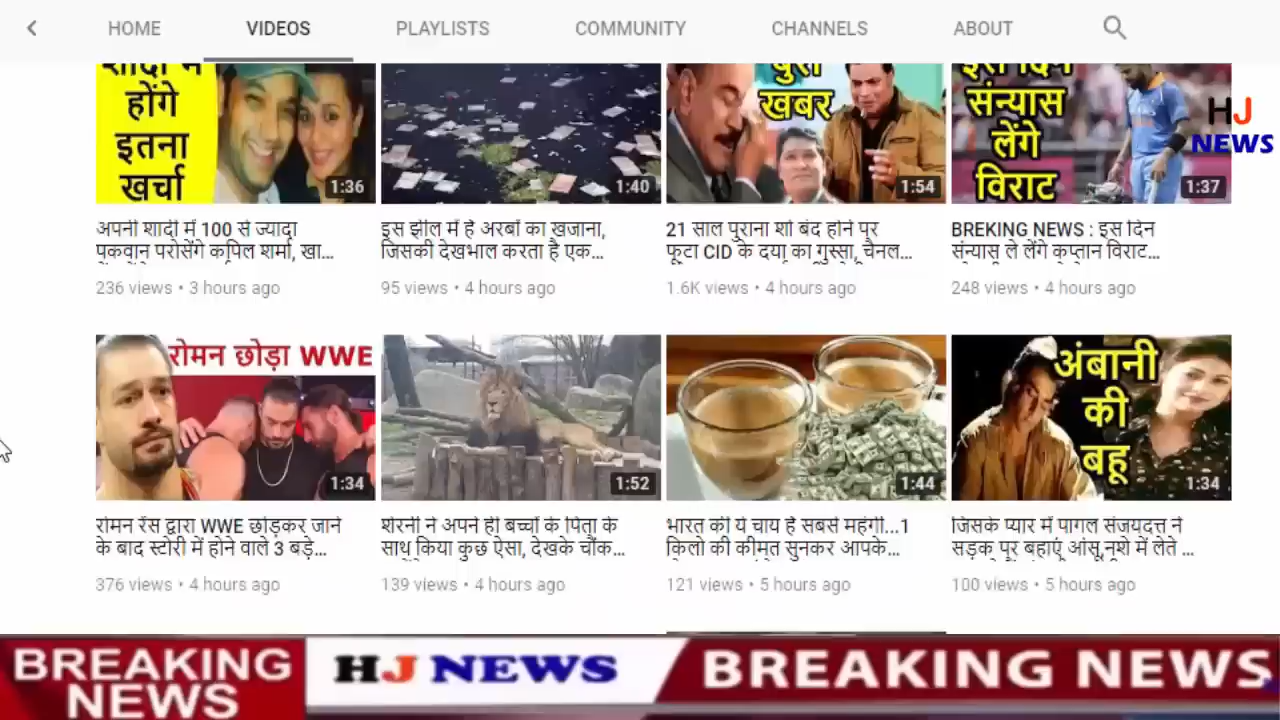 HOME VIDEOS PLAYLISTS COMMUNITY CHANNELS ABOUT
होंगे
इतना
खर्चा
1:36
1:40
खबर
1:54
संन्यास
लेंगे
विराट
1:37
HJ
NEWS
अपनी शादी में 100 से ज्यादा
पकवान परोसेंगे कपिल शर्मा, खा...
236 views • 3 hours ago
इस झील में है अरबों का खजाना,
जिसकी देखभाल करता है एक...
95 views • 4 hours ago
21 साल पुराना शो बंद होने पर
फूटा CID के दया का गुस्सा, चैनल...
1.6K views • 4 hours ago
BREKING NEWS : इस दिन
संन्यास ले लेंगे कप्तान विराट...
248 views • 4 hours ago
रोमन छोड़ा WWE
1:34
1:52
1:44
अंबानी
की
बहू
1:34
रोमन रेंस द्वारा WWE छोड़कर जाने
के बाद स्टोरी में होने वाले 3 बड़े...
376 views • 4 hours ago
शेरनी ने अपने ही बच्चों के पिता के
साथ किया कुछ ऐसा, देखके चौंक...
139 views • 4 hours ago
भारत की ये चाय है सबसे महंगी...1
किलो की कीमत सुनकर आपके...
121 views • 5 hours ago
जिसके प्यार में पागल संजयदत्त ने
सड़क पर बहाएं आंसू,नशे में लेते ...
100 views • 5 hours ago
BREAKING
NEWS
HJ NEWS
BREAKING NEWS